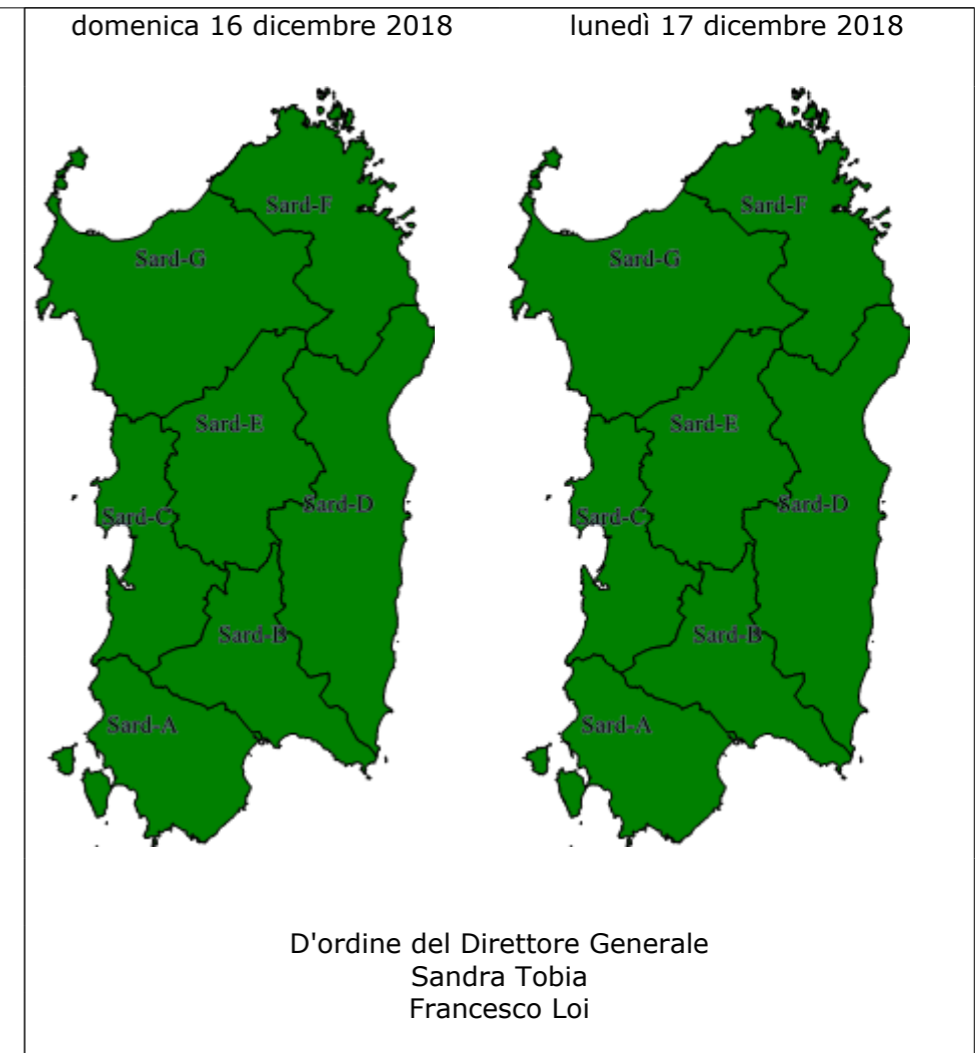 domenica 16 dicembre 2018
lunedì 17 dicembre 2018
Sard-F
Sard-G
Sard-E
Sard-D
Sard-C
Sard-B
Sard-A
Sard-F
Sard-G
Sard-E
Sard-D
Sard-C
Sard-B
Sard-A
D'ordine del Direttore Generale
Sandra Tobia
Francesco Loi